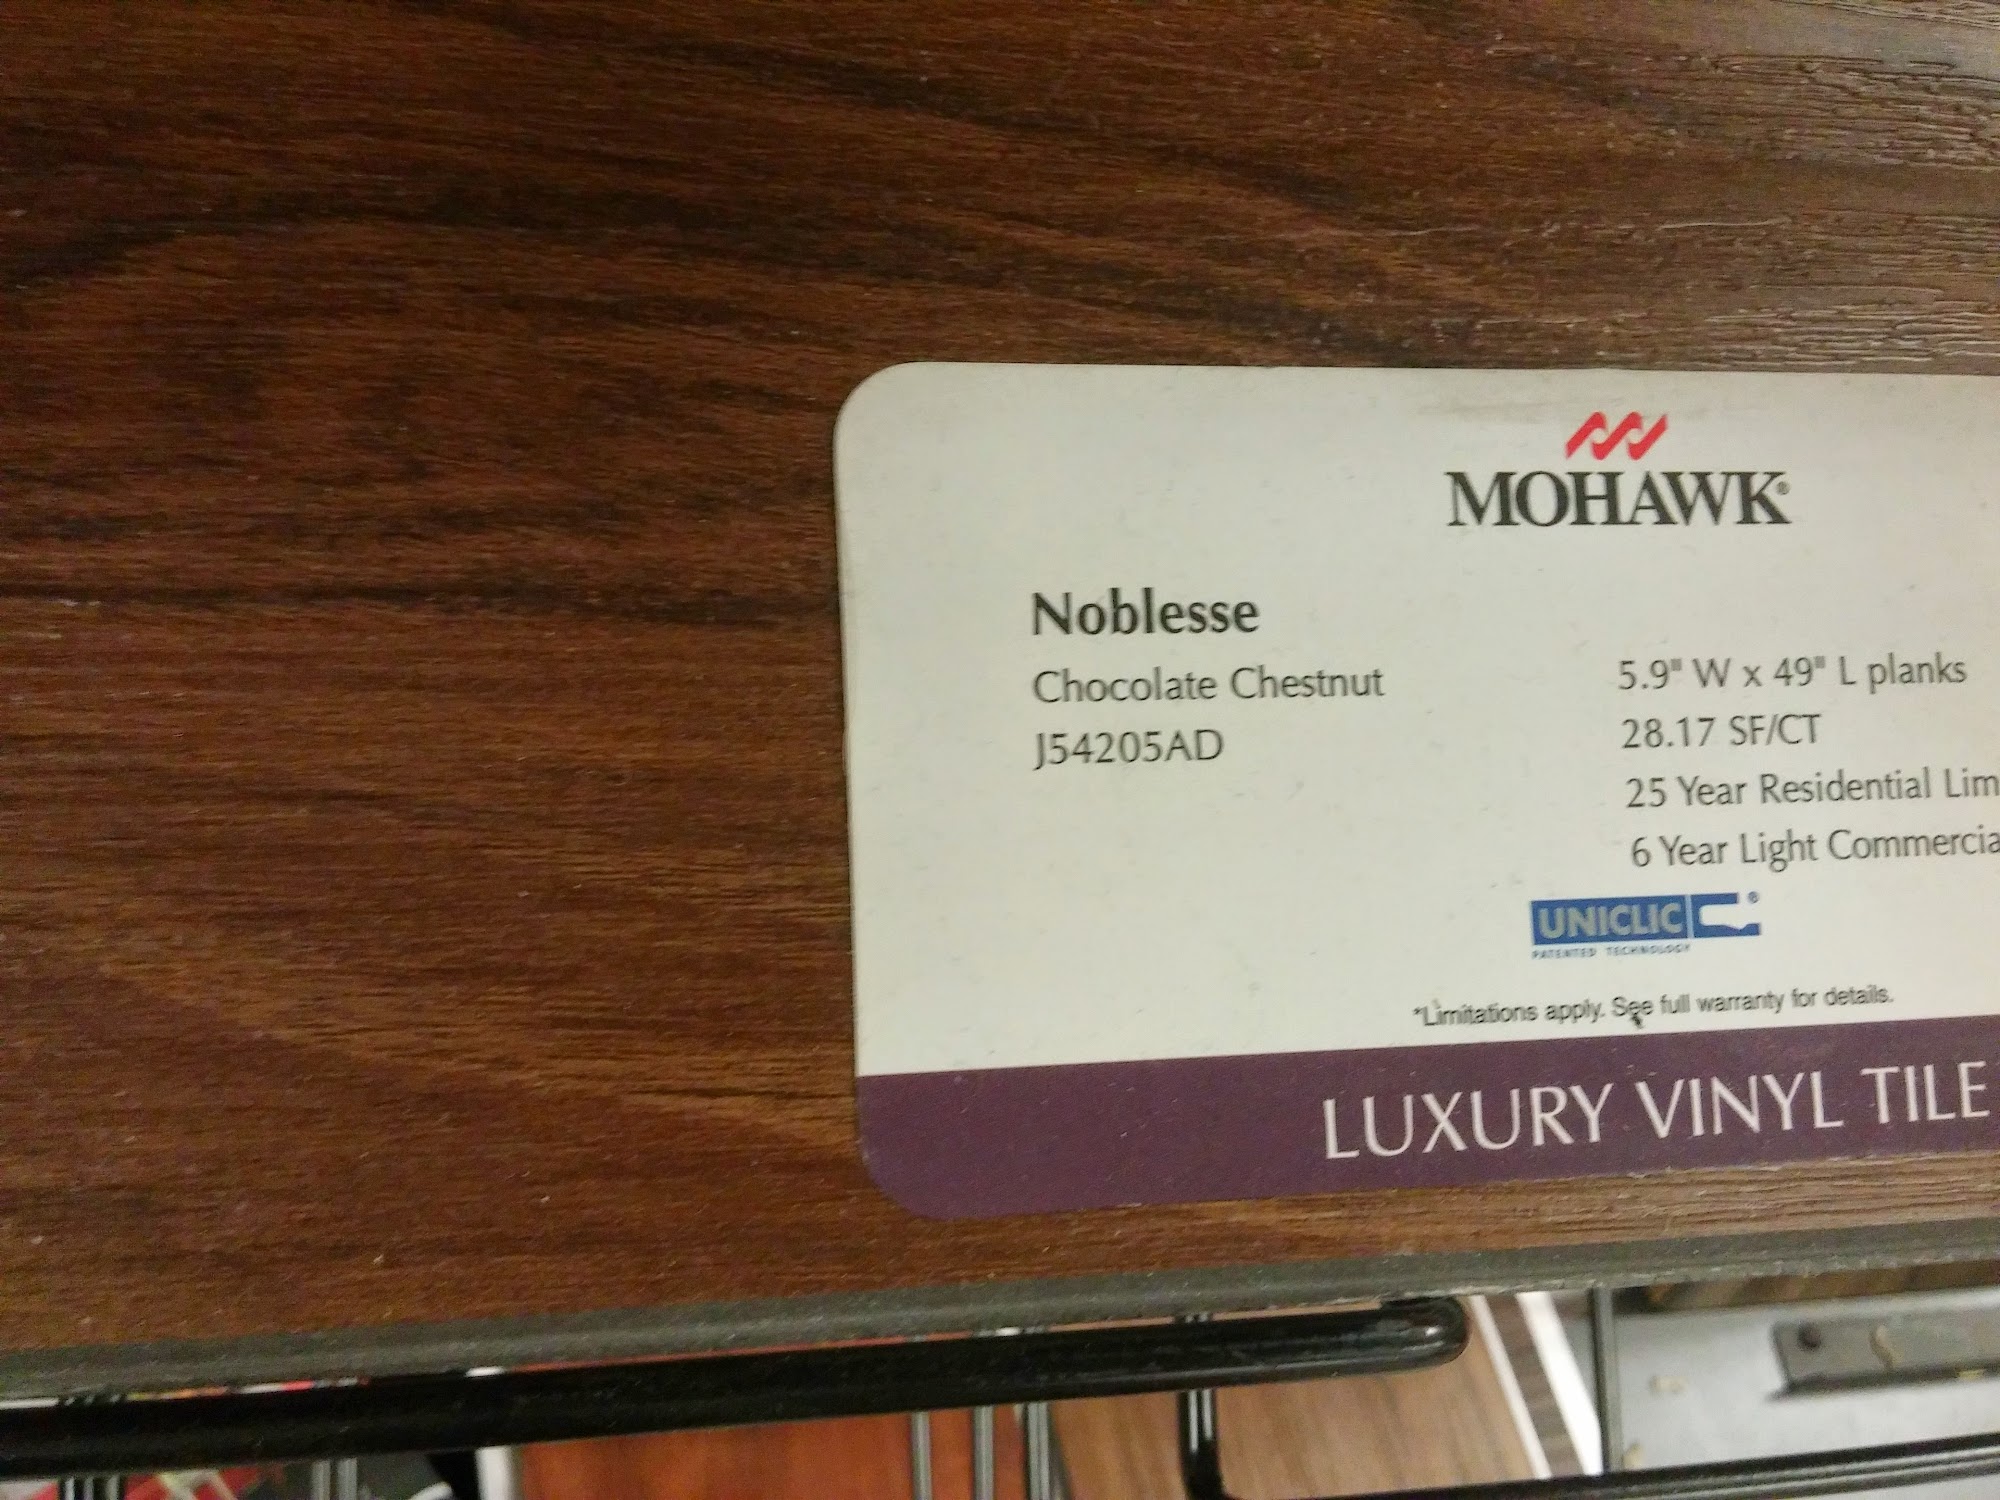 MOHAWK®
Noblesse
Chocolate Chestnut
J54205AD
5.9" W x 49" L planks
28.17 SF/CT
25 Year Residential Lim
6 Year Light Commercia
UNICLIC®
PATENTED TECHNOLOGY
*Limitations apply. See full warranty for details.
LUXURY VINYL TILE